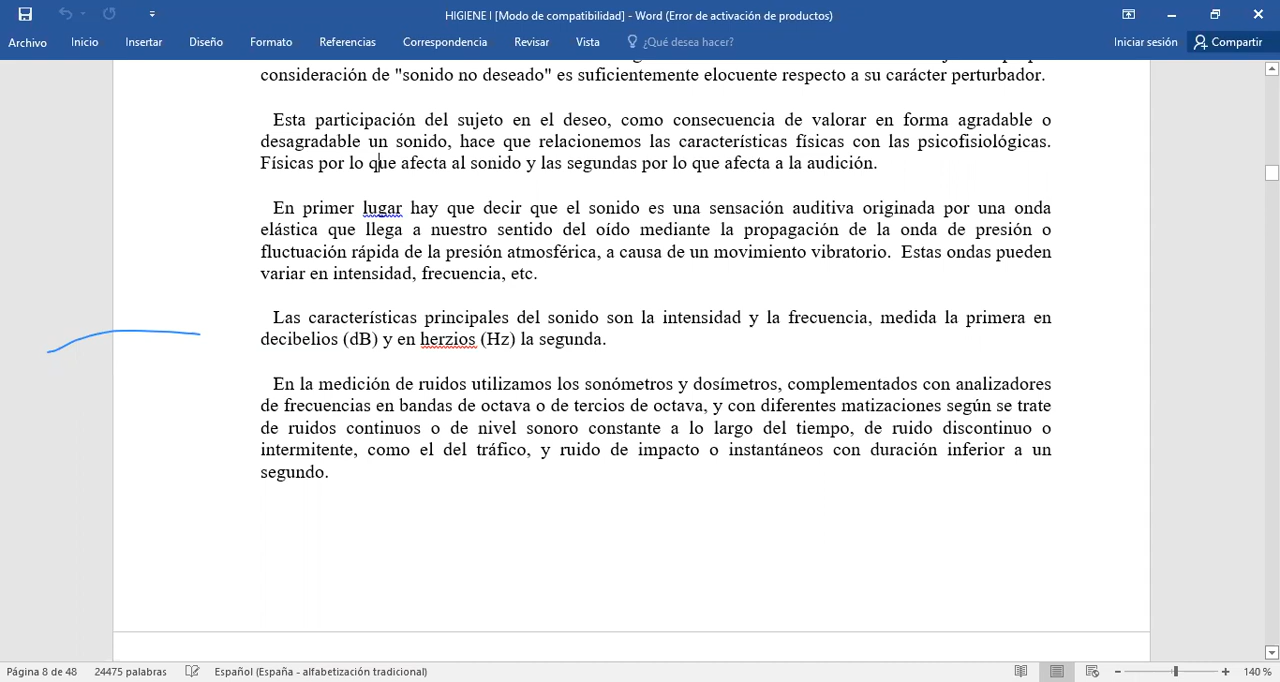 HIGIENE I [Modo de compatibilidad] - Word (Error de activación de productos)
Archivo Inicio Insertar Diseño Formato Referencias Correspondencia Revisar Vista ¿Qué desea hacer? Iniciar sesión Compartir
consideración de "sonido no deseado" es suficientemente elocuente respecto a su carácter perturbador.
Esta participación del sujeto en el deseo, como consecuencia de valorar en forma agradable o
desagradable un sonido, hace que relacionemos las características físicas con las psicofisiológicas.
Físicas por lo que afecta al sonido y las segundas por lo que afecta a la audición.
En primer lugar hay que decir que el sonido es una sensación auditiva originada por una onda
elástica que llega a nuestro sentido del oído mediante la propagación de la onda de presión o
fluctuación rápida de la presión atmosférica, a causa de un movimiento vibratorio. Estas ondas pueden
variar en intensidad, frecuencia, etc.
Las características principales del sonido son la intensidad y la frecuencia, medida la primera en
decibelios (dB) y en herzios (Hz) la segunda.
En la medición de ruidos utilizamos los sonómetros y dosímetros, complementados con analizadores
de frecuencias en bandas de octava o de tercios de octava, y con diferentes matizaciones según se trate
de ruidos continuos o de nivel sonoro constante a lo largo del tiempo, de ruido discontinuo o
intermitente, como el del tráfico, y ruido de impacto o instantáneos con duración inferior a un
segundo.
Página 8 de 48 24475 palabras Español (España - alfabetización tradicional) 140 %